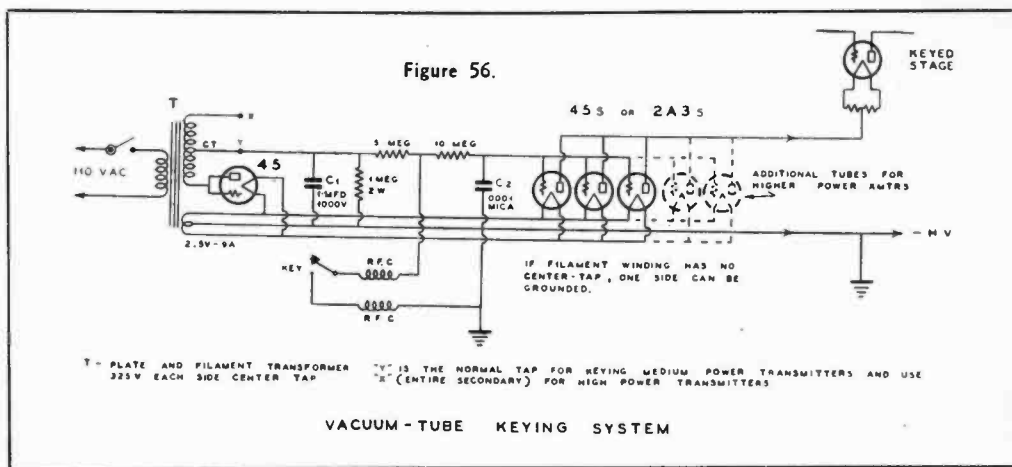 Figure 56.
KEYED
STAGE
T
X
45S OR 2A3S
CT
Y
5 MEG
10 MEG
110 VAC
45
C1
1 MFD
1000V
1 MEG
2 W
C2
.0001
MICA
ADDITIONAL TUBES FOR
HIGHER POWER XMTRS
- HV
2.5V-9A
KEY
R.F.C
IF FILAMENT WINDING HAS NO
CENTER-TAP, ONE SIDE CAN BE
GROUNDED.
R.F.C
T - PLATE AND FILAMENT TRANSFORMER
325V EACH SIDE CENTER TAP
"Y" IS THE NORMAL TAP FOR KEYING MEDIUM POWER TRANSMITTERS AND USE
"X" (ENTIRE SECONDARY) FOR HIGH POWER TRANSMITTERS
VACUUM-TUBE KEYING SYSTEM